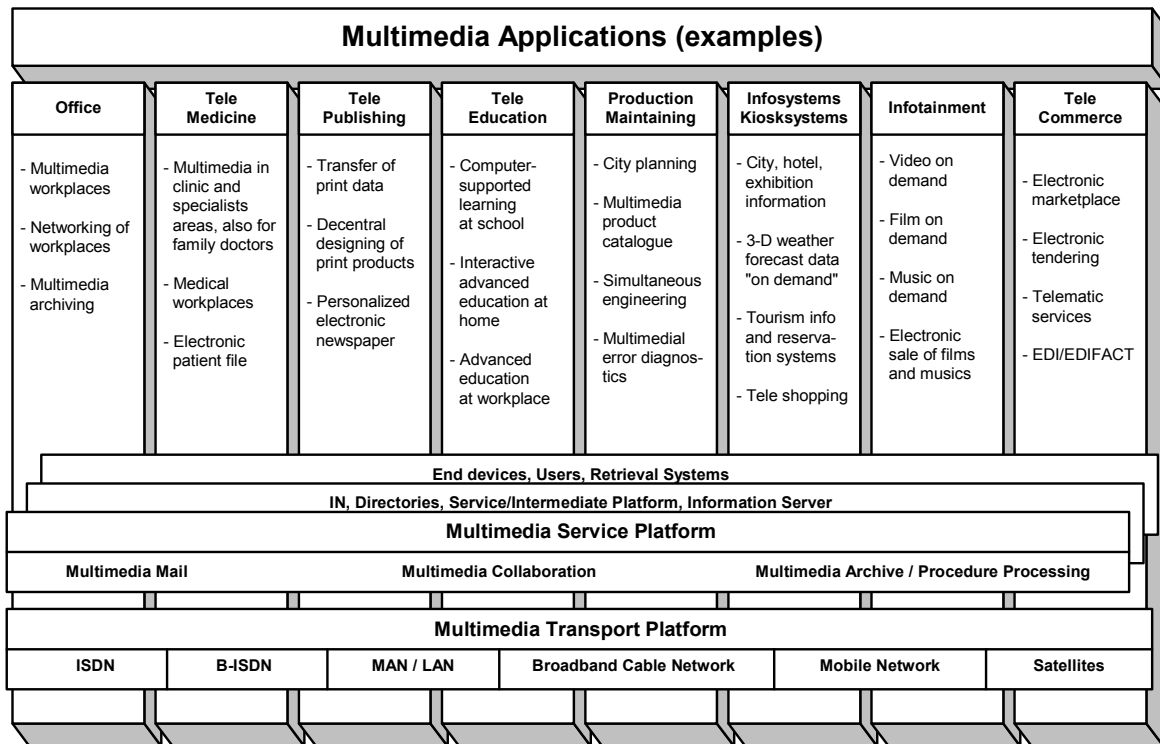 Multimedia Applications (examples)
Office
- Multimedia
workplaces
- Networking of
workplaces
- Multimedia
archiving
Tele
Medicine
- Multimedia in
clinic and
specialists
areas, also for
family doctors
- Medical
workplaces
- Electronic
patient file
Tele
Publishing
- Transfer of
print data
- Decentral
designing of
print products
- Personalized
electronic
newspaper
Tele
Education
- Computer-
supported
learning
at school
- Interactive
advanced
education at
home
- Advanced
education
at workplace
Production
Maintaining
- City planning
- Multimedia
product
catalogue
- Simultaneous
engineering
- Multimedial
error diagnos-
tics
Infosystems
Kiosksystems
- City, hotel,
exhibition
information
- 3-D weather
forecast data
"on demand"
- Tourism info
and reserva-
tion systems
- Tele shopping
Infotainment
- Video on
demand
- Film on
demand
- Music on
demand
- Electronic
sale of films
and musics
Tele
Commerce
- Electronic
marketplace
- Electronic
tendering
- Telematic
services
- EDI/EDIFACT
End devices, Users, Retrieval Systems
IN, Directories, Service/Intermediate Platform, Information Server
Multimedia Service Platform
Multimedia Mail
Multimedia Collaboration
Multimedia Archive / Procedure Processing
Multimedia Transport Platform
ISDN
B-ISDN
MAN / LAN
Broadband Cable Network
Mobile Network
Satellites